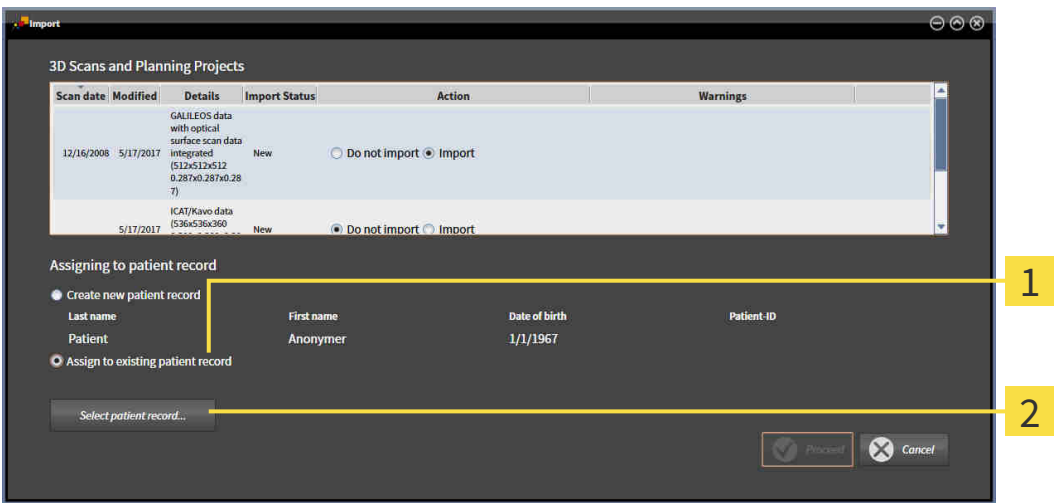 Import
3D Scans and Planning Projects
Scan date Modified Details Import Status Action Warnings
GALILEOS data
with optical
surface scan data
12/16/2008 5/17/2017 integrated New Do not import Import
(512x512x512
0.287x0.287x0.28
7)
ICAT/Kavo data
(536x536x360
5/17/2017 New Do not import Import
Assigning to patient record
1
Create new patient record
Last name First name Date of birth Patient-ID
Patient Anonymer 1/1/1967
Assign to existing patient record
Select patient record...
2
Proceed Cancel